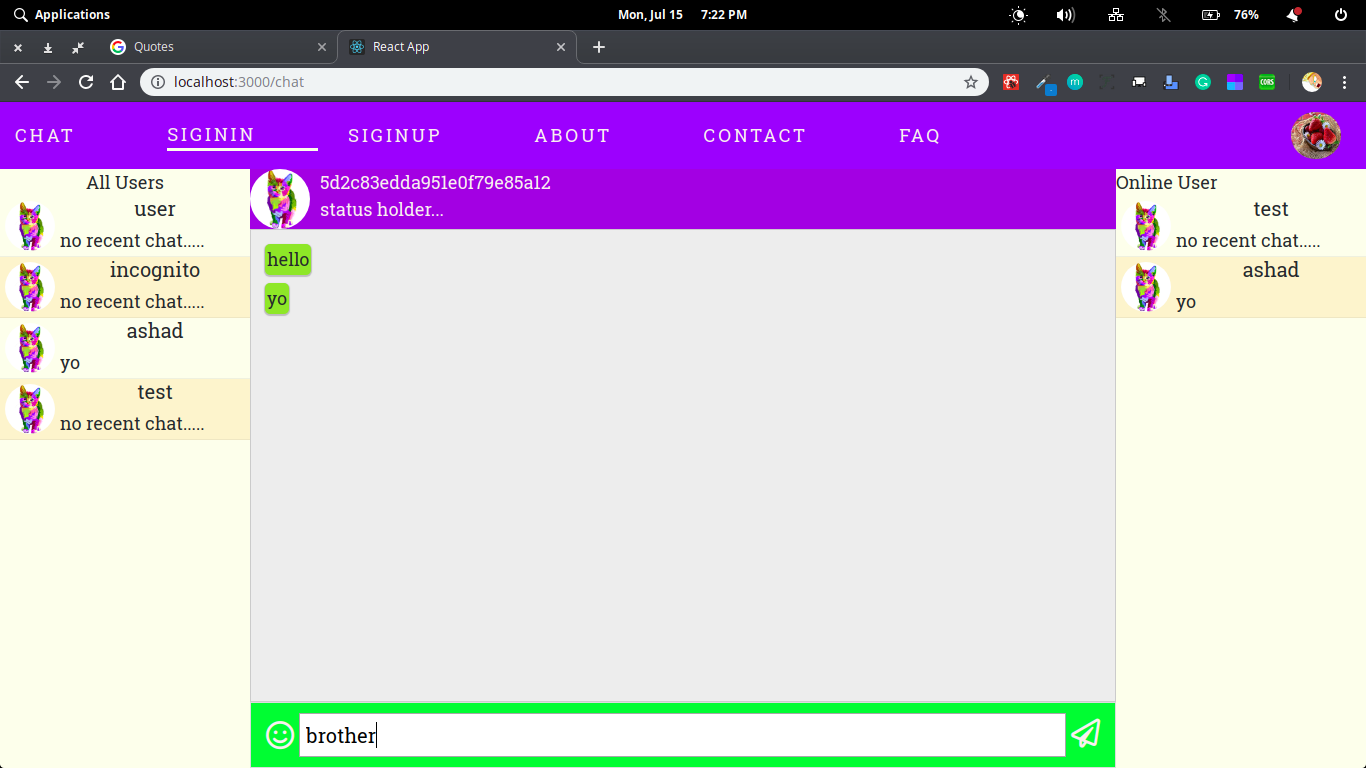 Applications
Mon, Jul 15 7:22 PM
76%
Quotes
React App
localhost:3000/chat
CORS
CHAT
SIGININ
SIGINUP
ABOUT
CONTACT
FAQ
All Users
user
no recent chat.....
incognito
no recent chat.....
ashad
yo
test
no recent chat.....
5d2c83edda951e0f79e85a12
status holder...
hello
yo
brother
Online User
test
no recent chat.....
ashad
yo